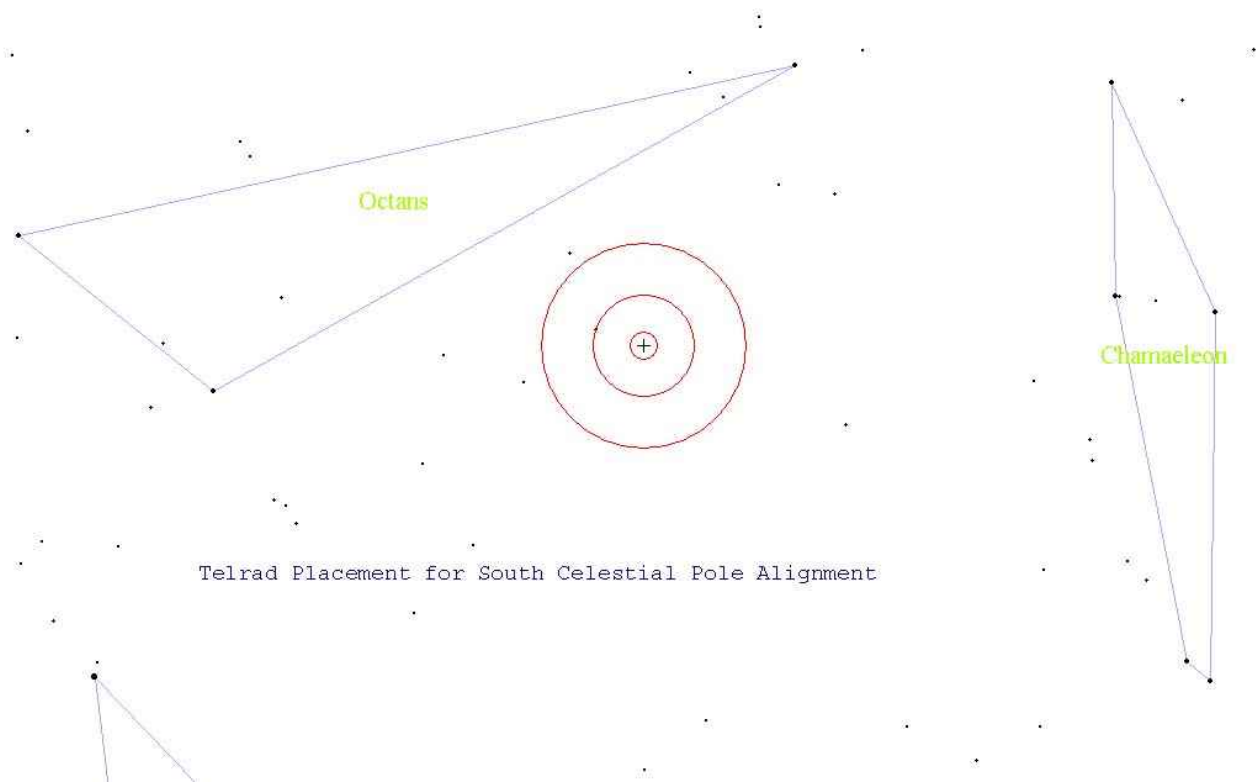 Octans
Chamaeleon
Telrad Placement for South Celestial Pole Alignment